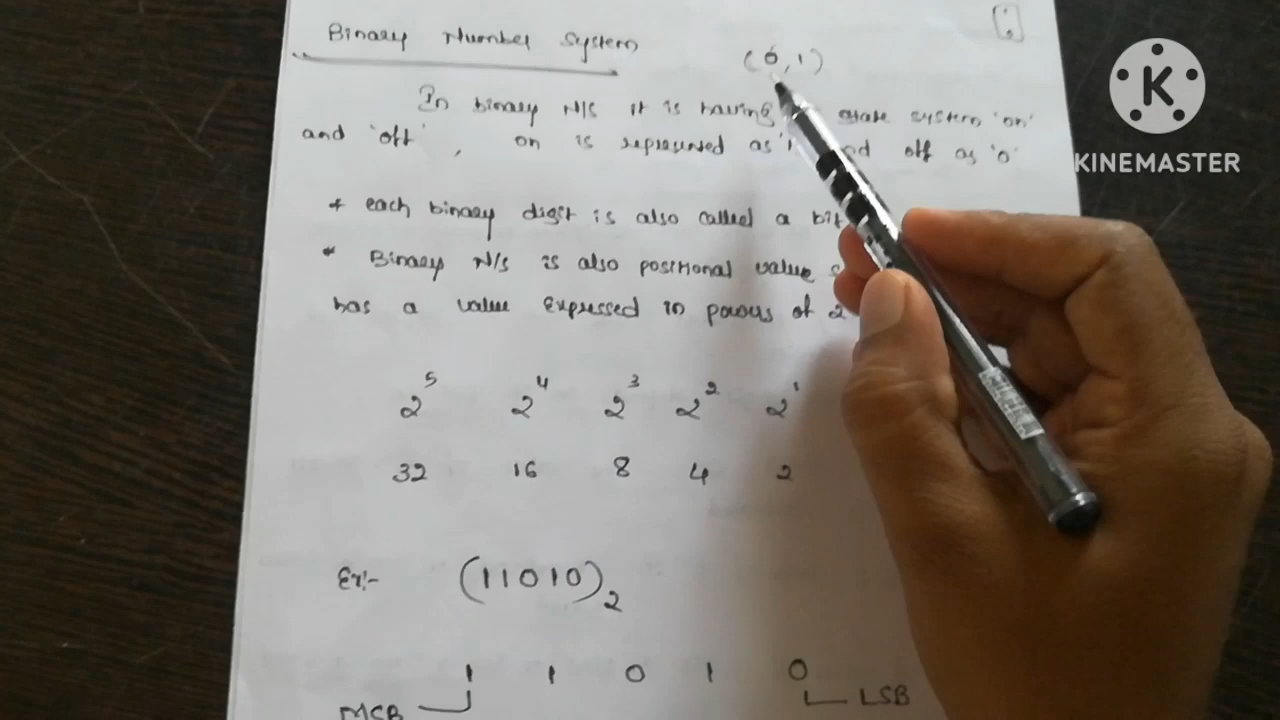 Binary Number System
(0,1)
In binary N/S it is having state system 'on'
and 'off', on is represented as '1 off as '0'
* each binary digit is also called a bit
* Binary N/S is also positional value
has a value expressed in powers of 2
2^5 2^4 2^3 2^2 2^1
32 16 8 4 2
Ex:- (11010)2
1 1 0 1 0
MSB LSB
K
KINEMASTER